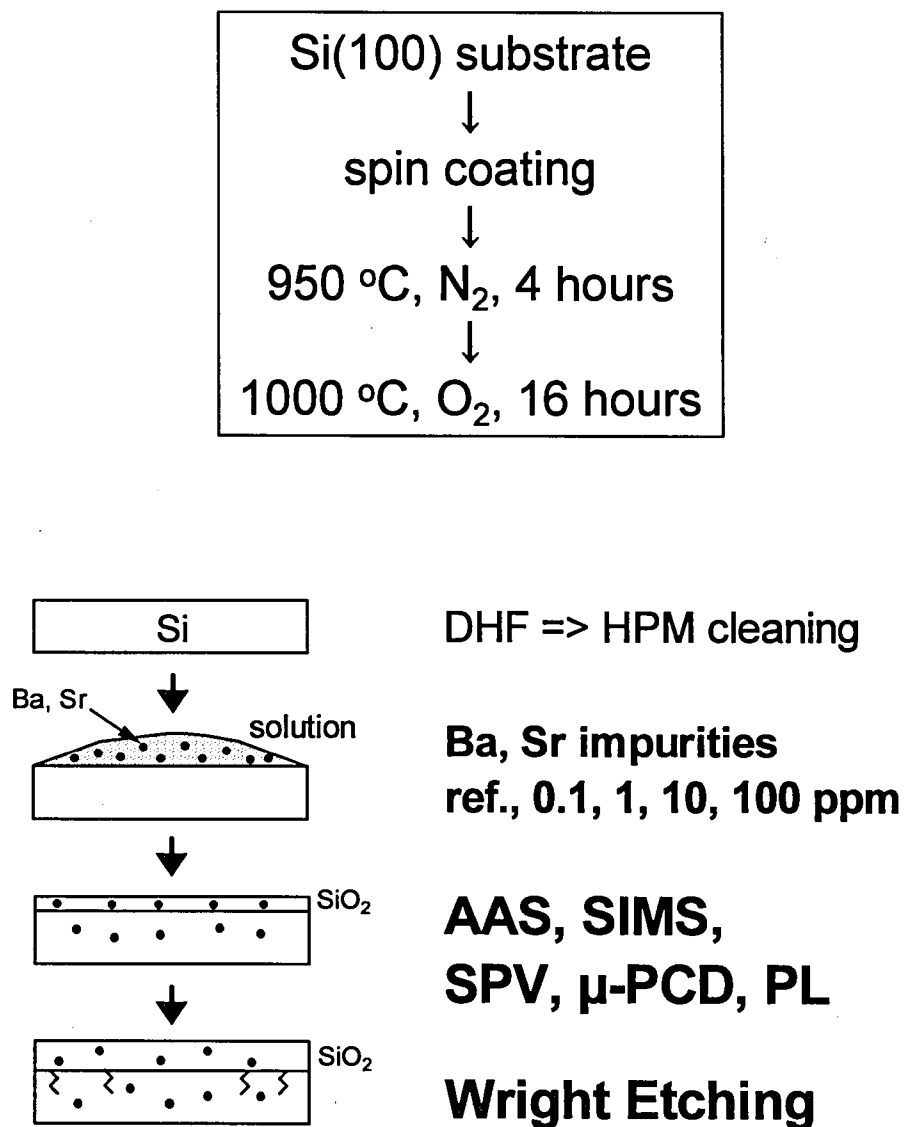 Si(100) substrate
↓
spin coating
↓
950 °C, N₂, 4 hours
↓
1000 °C, O₂, 16 hours
Si
DHF => HPM cleaning
Ba, Sr
solution
Ba, Sr impurities
ref., 0.1, 1, 10, 100 ppm
SiO₂
AAS, SIMS,
SPV, μ-PCD, PL
SiO₂
Wright Etching